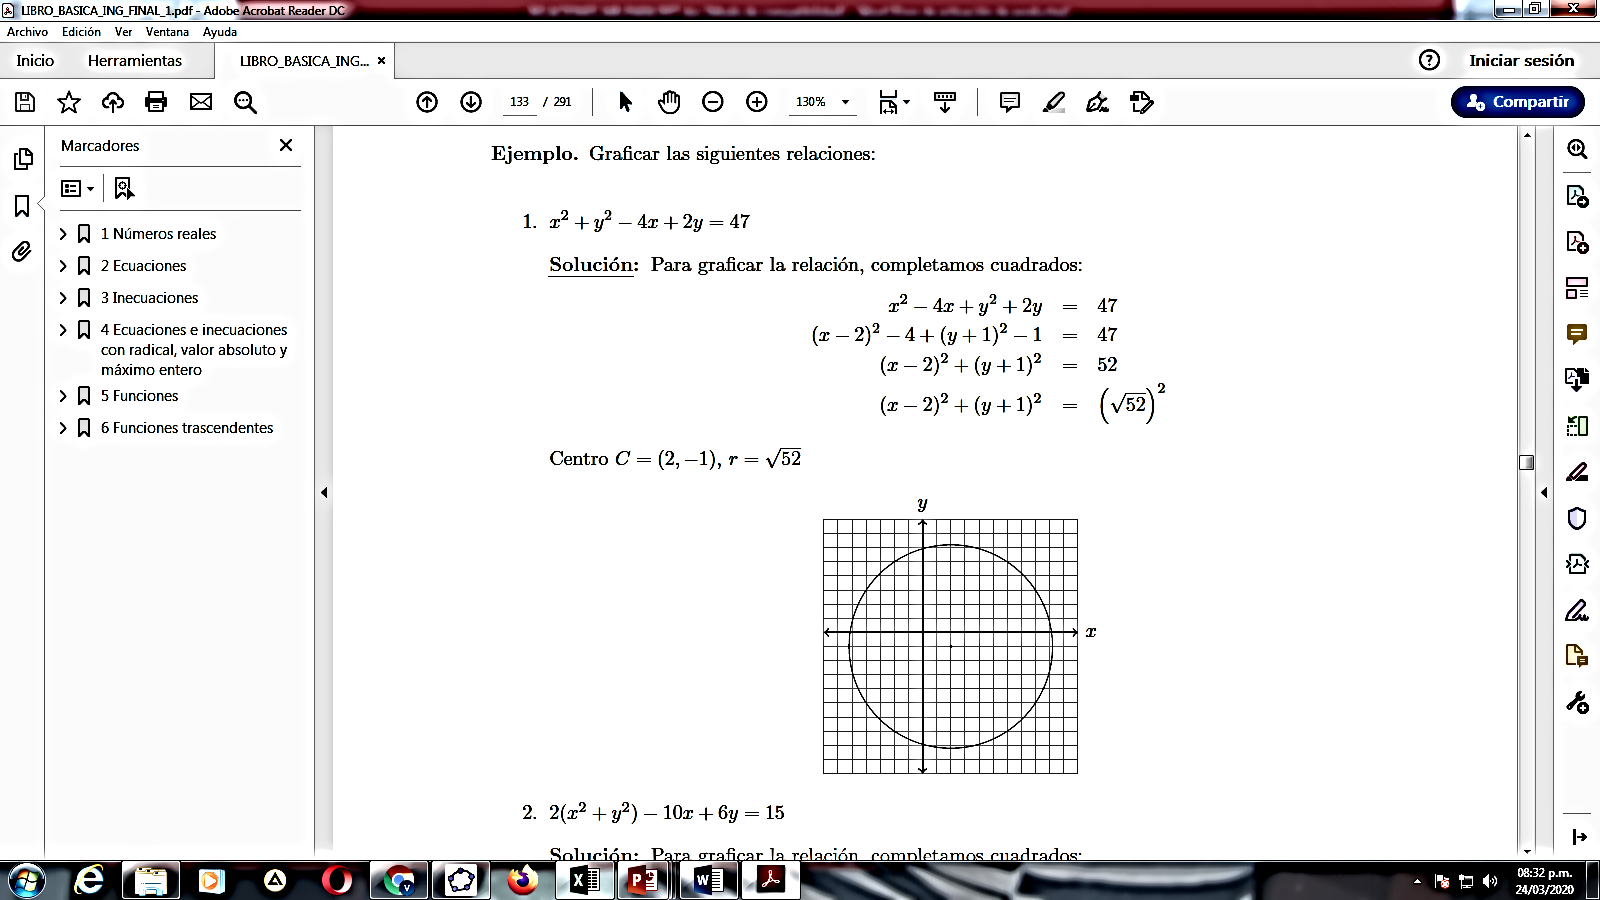 LIBRO_BASICA_ING_FINAL_1.pdf - Adobe Acrobat Reader DC
Archivo Edición Ver Ventana Ayuda
Inicio Herramientas LIBRO_BASICA_ING... × Iniciar sesión
133 / 291 130% Compartir
Marcadores
1 Números reales
2 Ecuaciones
3 Inecuaciones
4 Ecuaciones e inecuaciones
con radical, valor absoluto y
máximo entero
5 Funciones
6 Funciones trascendentes
Ejemplo. Graficar las siguientes relaciones:
1. x² + y² − 4x + 2y = 47
Solución: Para graficar la relación, completamos cuadrados:
x² − 4x + y² + 2y = 47
(x − 2)² − 4 + (y + 1)² − 1 = 47
(x − 2)² + (y + 1)² = 52
(x − 2)² + (y + 1)² = (√52)²
Centro C = (2, −1), r = √52
y
x
2. 2(x² + y²) − 10x + 6y = 15
Solución: Para graficar la relación, completamos cuadrados:
08:32 p.m.
24/03/2020